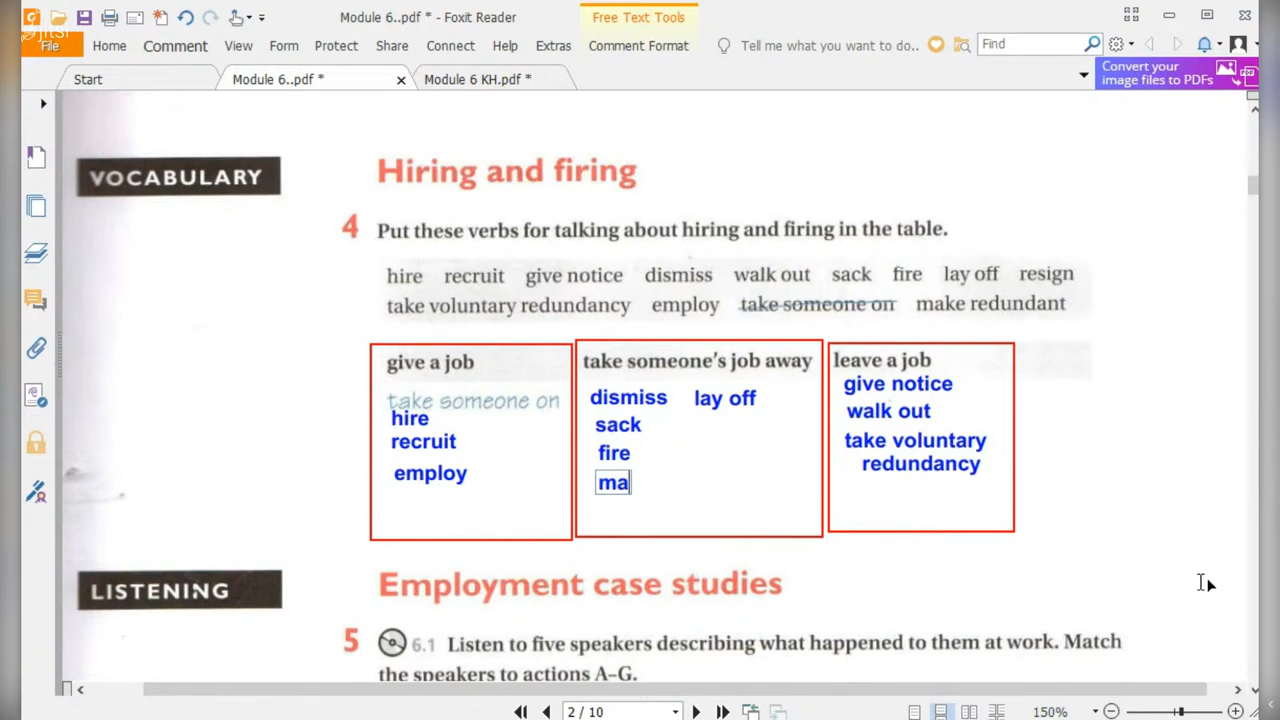 Module 6..pdf * - Foxit Reader
Free Text Tools
File Home Comment View Form Protect Share Connect Help Extras Comment Format Tell me what you want to do.. Find
Start Module 6..pdf * Module 6 KH.pdf *
Convert your
image files to PDFs
VOCABULARY
Hiring and firing
4 Put these verbs for talking about hiring and firing in the table.
hire recruit give notice dismiss walk out sack fire lay off resign
take voluntary redundancy employ take someone on make redundant
give a job take someone's job away leave a job
take someone on
hire
recruit
employ
dismiss lay off
sack
fire
ma
give notice
walk out
take voluntary
redundancy
LISTENING
Employment case studies
5 6.1 Listen to five speakers describing what happened to them at work. Match
the speakers to actions A–G.
2 / 10 150%